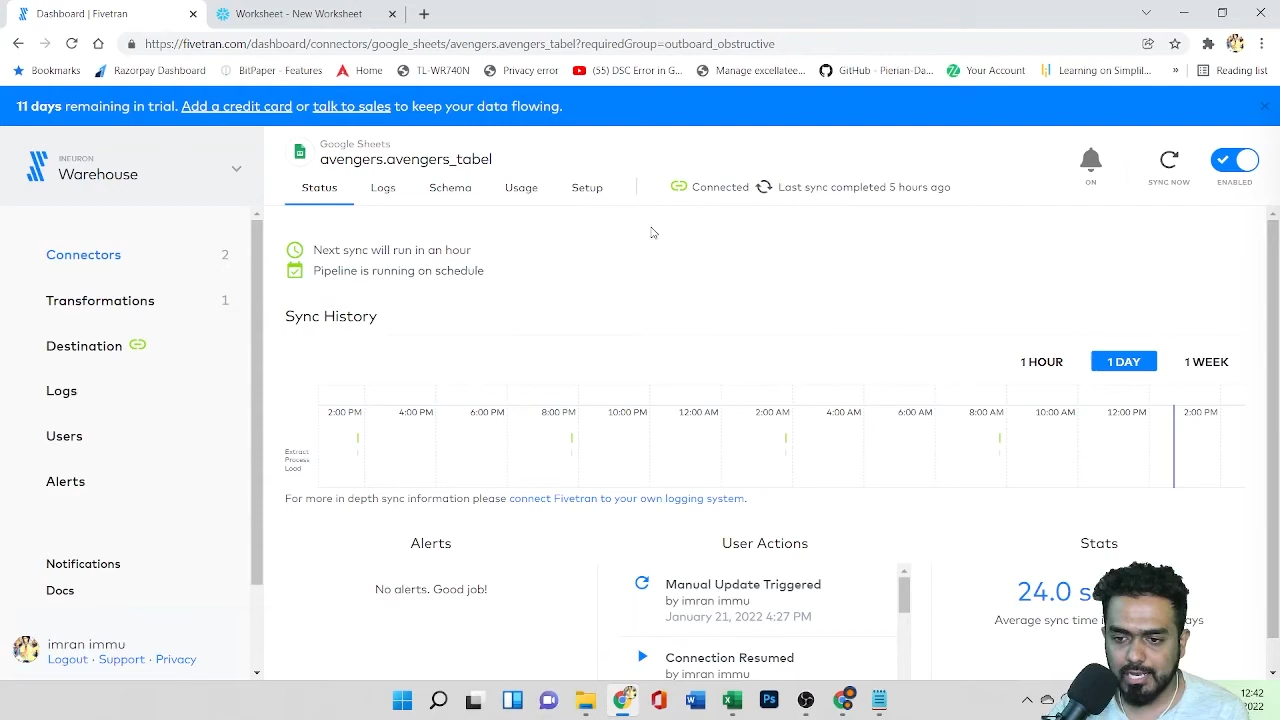 Dashboard | Fivetran
Worksheet - New Worksheet
https://fivetran.com/dashboard/connectors/google_sheets/avengers.avengers_tabel?requiredGroup=outboard_obstructive
Bookmarks
Razorpay Dashboard
BitPaper - Features
Home
TL-WR740N
Privacy error
(55) DSC Error in G...
Manage excellatee...
GitHub - Pierian-Da...
Your Account
Learning on Simplil...
»
Reading list
11 days remaining in trial. Add a credit card or talk to sales to keep your data flowing.
INEURON
Warehouse
Google Sheets
avengers.avengers_tabel
Status
Logs
Schema
Usage
Setup
Connected
Last sync completed 5 hours ago
ON
SYNC NOW
ENABLED
Connectors 2
Transformations 1
Destination
Logs
Users
Alerts
Notifications
Docs
imran immu
Logout · Support · Privacy
Next sync will run in an hour
Pipeline is running on schedule
Sync History
1 HOUR
1 DAY
1 WEEK
2:00 PM 4:00 PM 6:00 PM 8:00 PM 10:00 PM 12:00 AM 2:00 AM 4:00 AM 6:00 AM 8:00 AM 10:00 AM 12:00 PM 2:00 PM
Extract
Process
Load
For more in depth sync information please connect Fivetran to your own logging system.
Alerts
No alerts. Good job!
User Actions
Manual Update Triggered
by imran immu
January 21, 2022 4:27 PM
Connection Resumed
by imran immu
Stats
24.0
Average sync time
12:42
2022